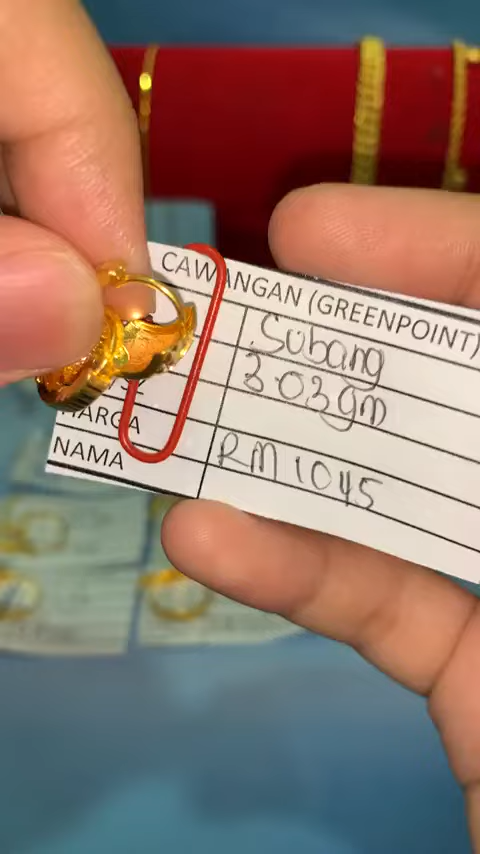 CAWANGAN (GREENPOINT)
Subang
3.03gm
HARGA RM 1045
NAMA